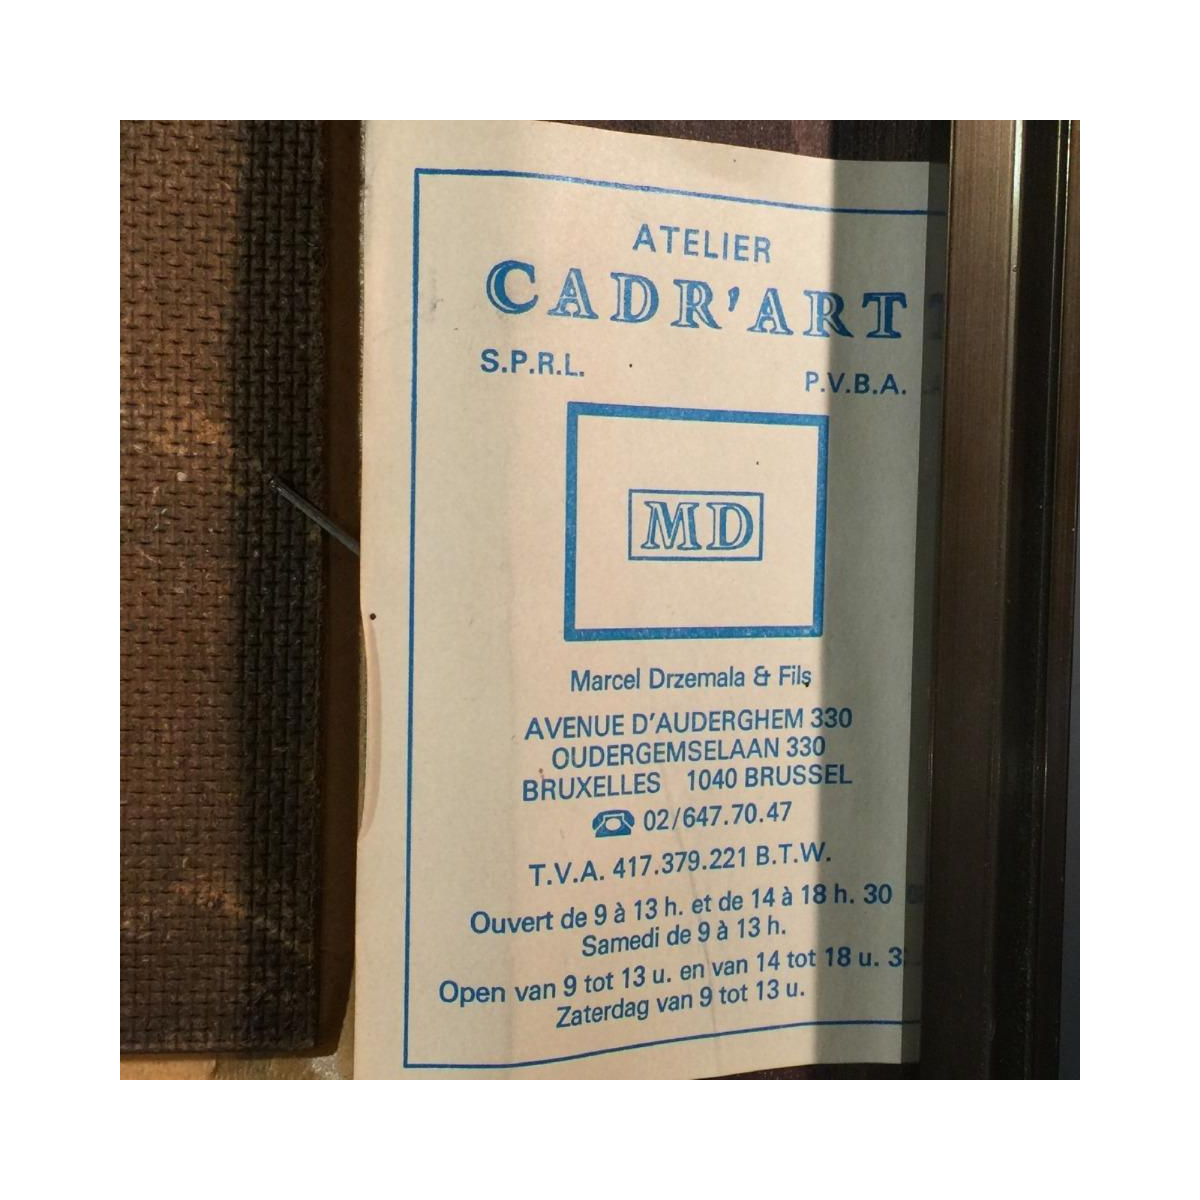 ATELIER
CADR'ART
S.P.R.L. P.V.B.A.
MD
Marcel Drzemala & Fils
AVENUE D'AUDERGHEM 330
OUDERGEMSELAAN 330
BRUXELLES 1040 BRUSSEL
02/647.70.47
T.V.A. 417.379.221 B.T.W.
Ouvert de 9 à 13 h. et de 14 à 18 h. 30
Samedi de 9 à 13 h.
Open van 9 tot 13 u. en van 14 tot 18 u.
Zaterdag van 9 tot 13 u.